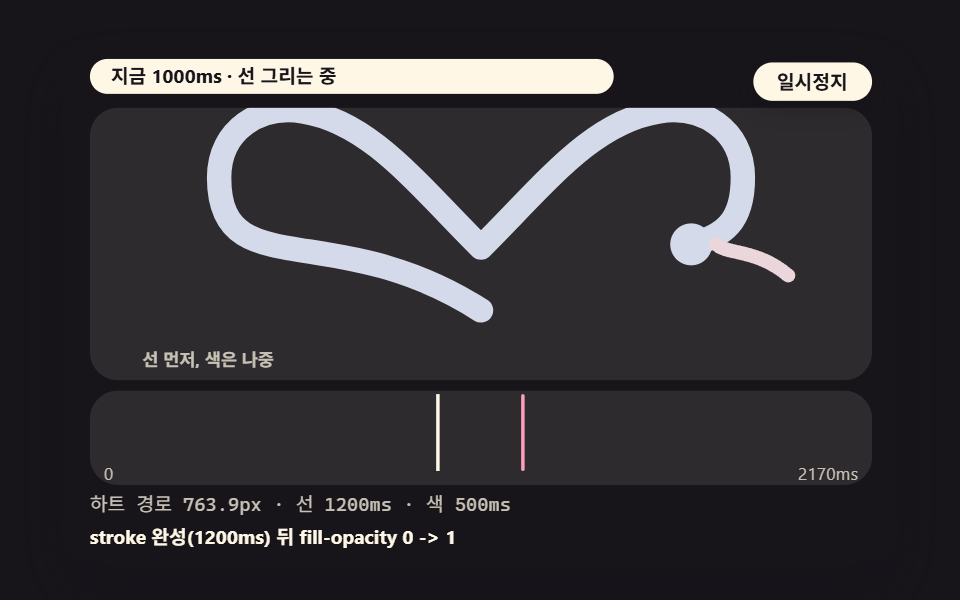 지금 1000ms · 선 그리는 중
일시정지
선 먼저, 색은 나중
0
2170ms
하트 경로 763.9px · 선 1200ms · 색 500ms
stroke 완성(1200ms) 뒤 fill-opacity 0 -> 1